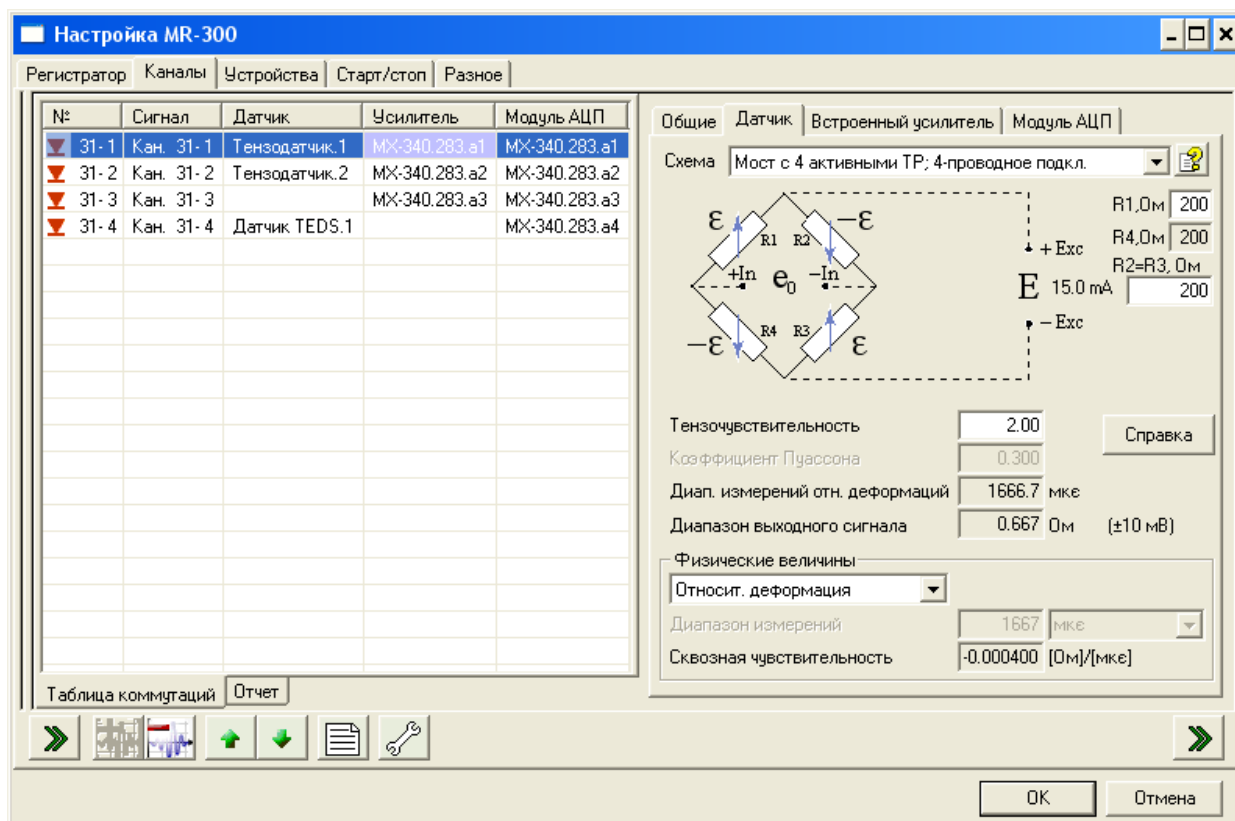 Настройка MR-300
Регистратор Каналы Устройства Старт/стоп Разное
№ Сигнал Датчик Усилитель Модуль АЦП
31- 1 Кан. 31- 1 Тензодатчик.1 MX-340.283.a1 MX-340.283.a1
31- 2 Кан. 31- 2 Тензодатчик.2 MX-340.283.a2 MX-340.283.a2
31- 3 Кан. 31- 3 MX-340.283.a3 MX-340.283.a3
31- 4 Кан. 31- 4 Датчик TEDS.1 MX-340.283.a4
Таблица коммутаций Отчет
Общие Датчик Встроенный усилитель Модуль АЦП
Схема Мост с 4 активными ТР; 4-проводное подкл.
R1,Ом 200
R4,Ом 200
R2=R3, Ом
200
ε −ε
R1 R2
+ Exc
+In e0 −In
E 15.0 mA
− Exc
R4 R3
−ε ε
Тензочувствительность 2.00
Справка
Коэффициент Пуассона 0.300
Диап. измерений отн. деформаций 1666.7 мкε
Диапазон выходного сигнала 0.667 Ом (±10 мВ)
Физические величины
Относит. деформация
Диапазон измерений 1667 мкε
Сквозная чувствительность -0.000400 [Ом]/[мкε]
OK Отмена